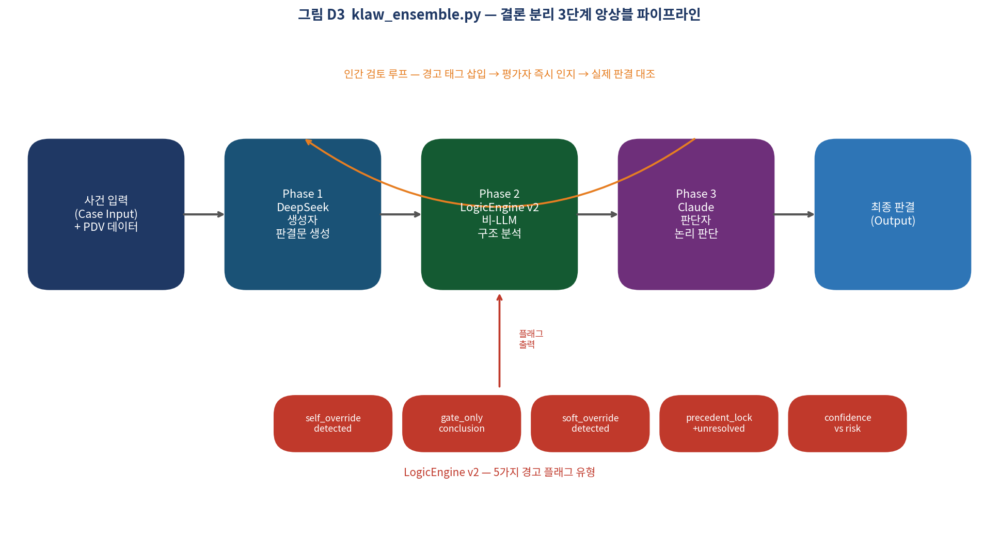 그림 D3  klaw_ensemble.py — 결론 분리 3단계 앙상블 파이프라인
인간 검토 루프 — 경고 태그 삽입 → 평가자 즉시 인지 → 실제 판결 대조
사건 입력
(Case Input)
+ PDV 데이터
Phase 1
DeepSeek
생성자
판결문 생성
Phase 2
LogicEngine v2
비-LLM
구조 분석
Phase 3
Claude
판단자
논리 판단
최종 판결
(Output)
플래그
출력
self_override
detected
gate_only
conclusion
soft_override
detected
precedent_lock
+unresolved
confidence
vs risk
LogicEngine v2 — 5가지 경고 플래그 유형